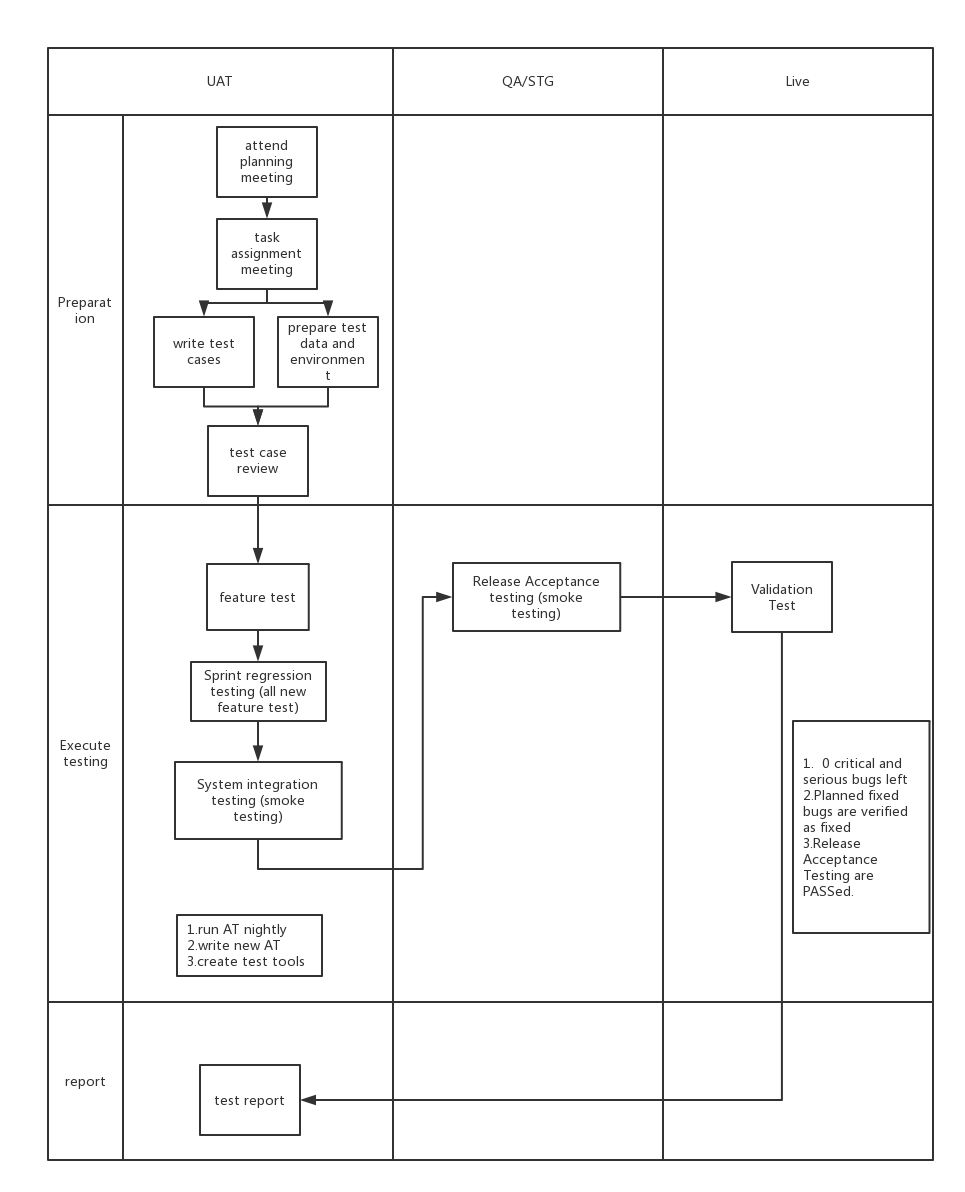 UAT
QA/STG
Live
Preparat
ion
attend
planning
meeting
task
assignment
meeting
write test
cases
prepare test
data and
environmen
t
test case
review
Execute
testing
feature test
Sprint regression
testing (all new
feature test)
System integration
testing (smoke
testing)
1.run AT nightly
2.write new AT
3.create test tools
Release Acceptance
testing (smoke
testing)
Validation
Test
1.  0 critical and
serious bugs left
2.Planned fixed
bugs are verified
as fixed
3.Release
Acceptance
Testing are
PASSed.
report
test report